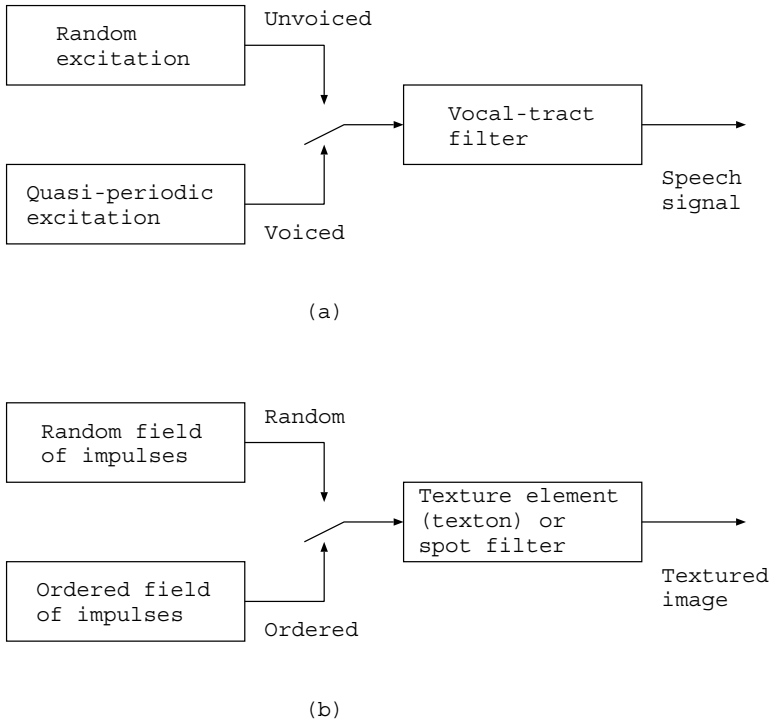 Random
excitation
Unvoiced
Quasi-periodic
excitation
Voiced
Vocal-tract
filter
Speech
signal
(a)
Random field
of impulses
Random
Ordered field
of impulses
Ordered
Texture element
(texton) or
spot filter
Textured
image
(b)